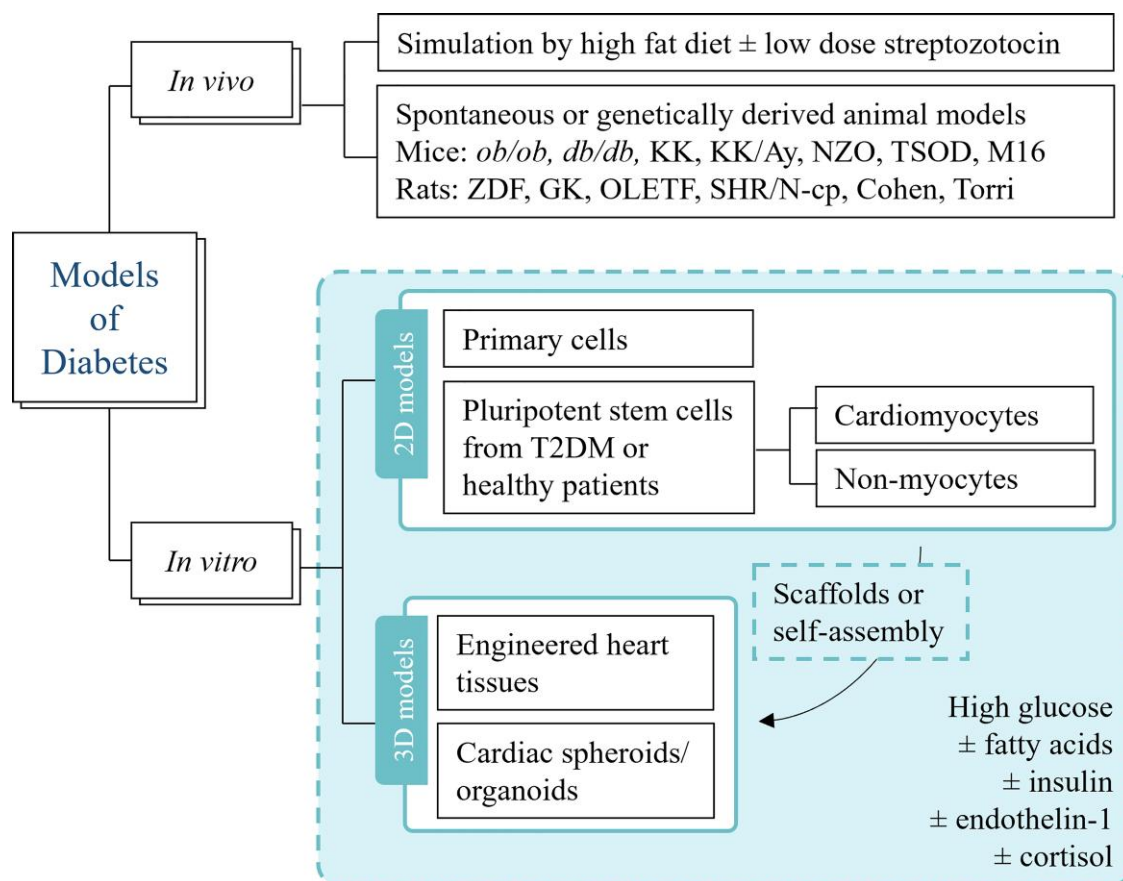 Models
of
Diabetes
In vivo
Simulation by high fat diet ± low dose streptozotocin
Spontaneous or genetically derived animal models
Mice: ob/ob, db/db, KK, KK/Ay, NZO, TSOD, M16
Rats: ZDF, GK, OLETF, SHR/N-cp, Cohen, Torri
In vitro
2D models
Primary cells
Pluripotent stem cells
from T2DM or
healthy patients
Cardiomyocytes
Non-myocytes
Scaffolds or
self-assembly
3D models
Engineered heart
tissues
Cardiac spheroids/
organoids
High glucose
± fatty acids
± insulin
± endothelin-1
± cortisol